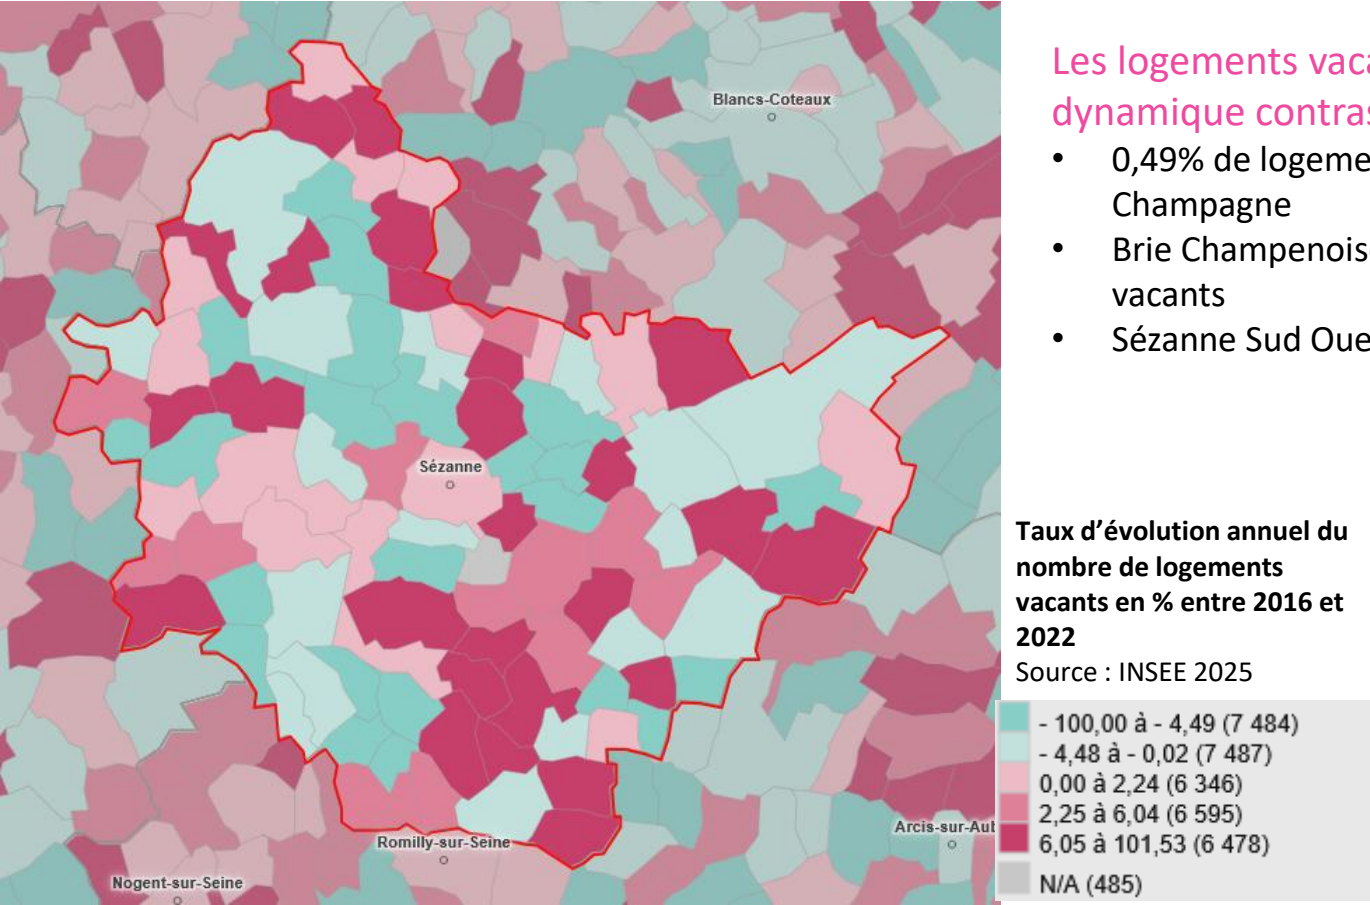 Les logements vaca
dynamique contras
• 0,49% de logeme
Champagne
• Brie Champenois
vacants
• Sézanne Sud Oue
Blancs-Coteaux
Sézanne
Romilly-sur-Seine
Nogent-sur-Seine
Arcis-sur-Aub
Taux d’évolution annuel du
nombre de logements
vacants en % entre 2016 et
2022
Source : INSEE 2025
- 100,00 à - 4,49 (7 484)
- 4,48 à - 0,02 (7 487)
0,00 à 2,24 (6 346)
2,25 à 6,04 (6 595)
6,05 à 101,53 (6 478)
N/A (485)